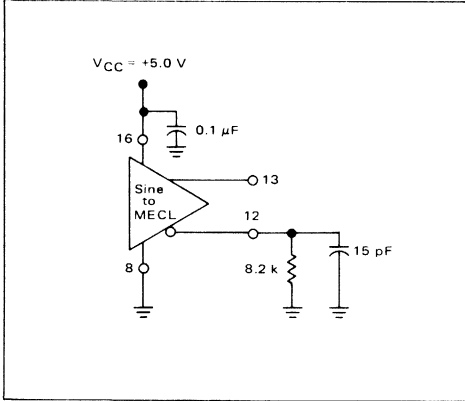 VCC = +5.0 V
0.1 µF
16
Sine
to
MECL
13
12
15 pF
8.2 k
8